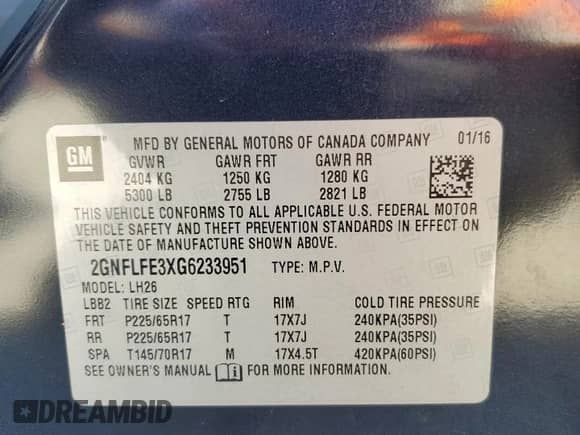 GM
MFD BY GENERAL MOTORS OF CANADA COMPANY 01/16
GVWR GAWR FRT GAWR RR
2404 KG 1250 KG 1280 KG
5300 LB 2755 LB 2821 LB
THIS VEHICLE CONFORMS TO ALL APPLICABLE U.S. FEDERAL MOTOR
VEHICLE SAFETY AND THEFT PREVENTION STANDARDS IN EFFECT ON THE
DATE OF MANUFACTURE SHOWN ABOVE.
2GNFLFE3XG6233951 TYPE: M.P.V.
MODEL: LH26
LBB2 TIRE SIZE SPEED RTG RIM COLD TIRE PRESSURE
FRT P225/65R17 T 17X7J 240KPA(35PSI)
RR P225/65R17 T 17X7J 240KPA(35PSI)
SPA T145/70R17 M 17X4.5T 420KPA(60PSI)
SEE OWNER'S MANUAL FOR MORE INFORMATION.
DREAMBID